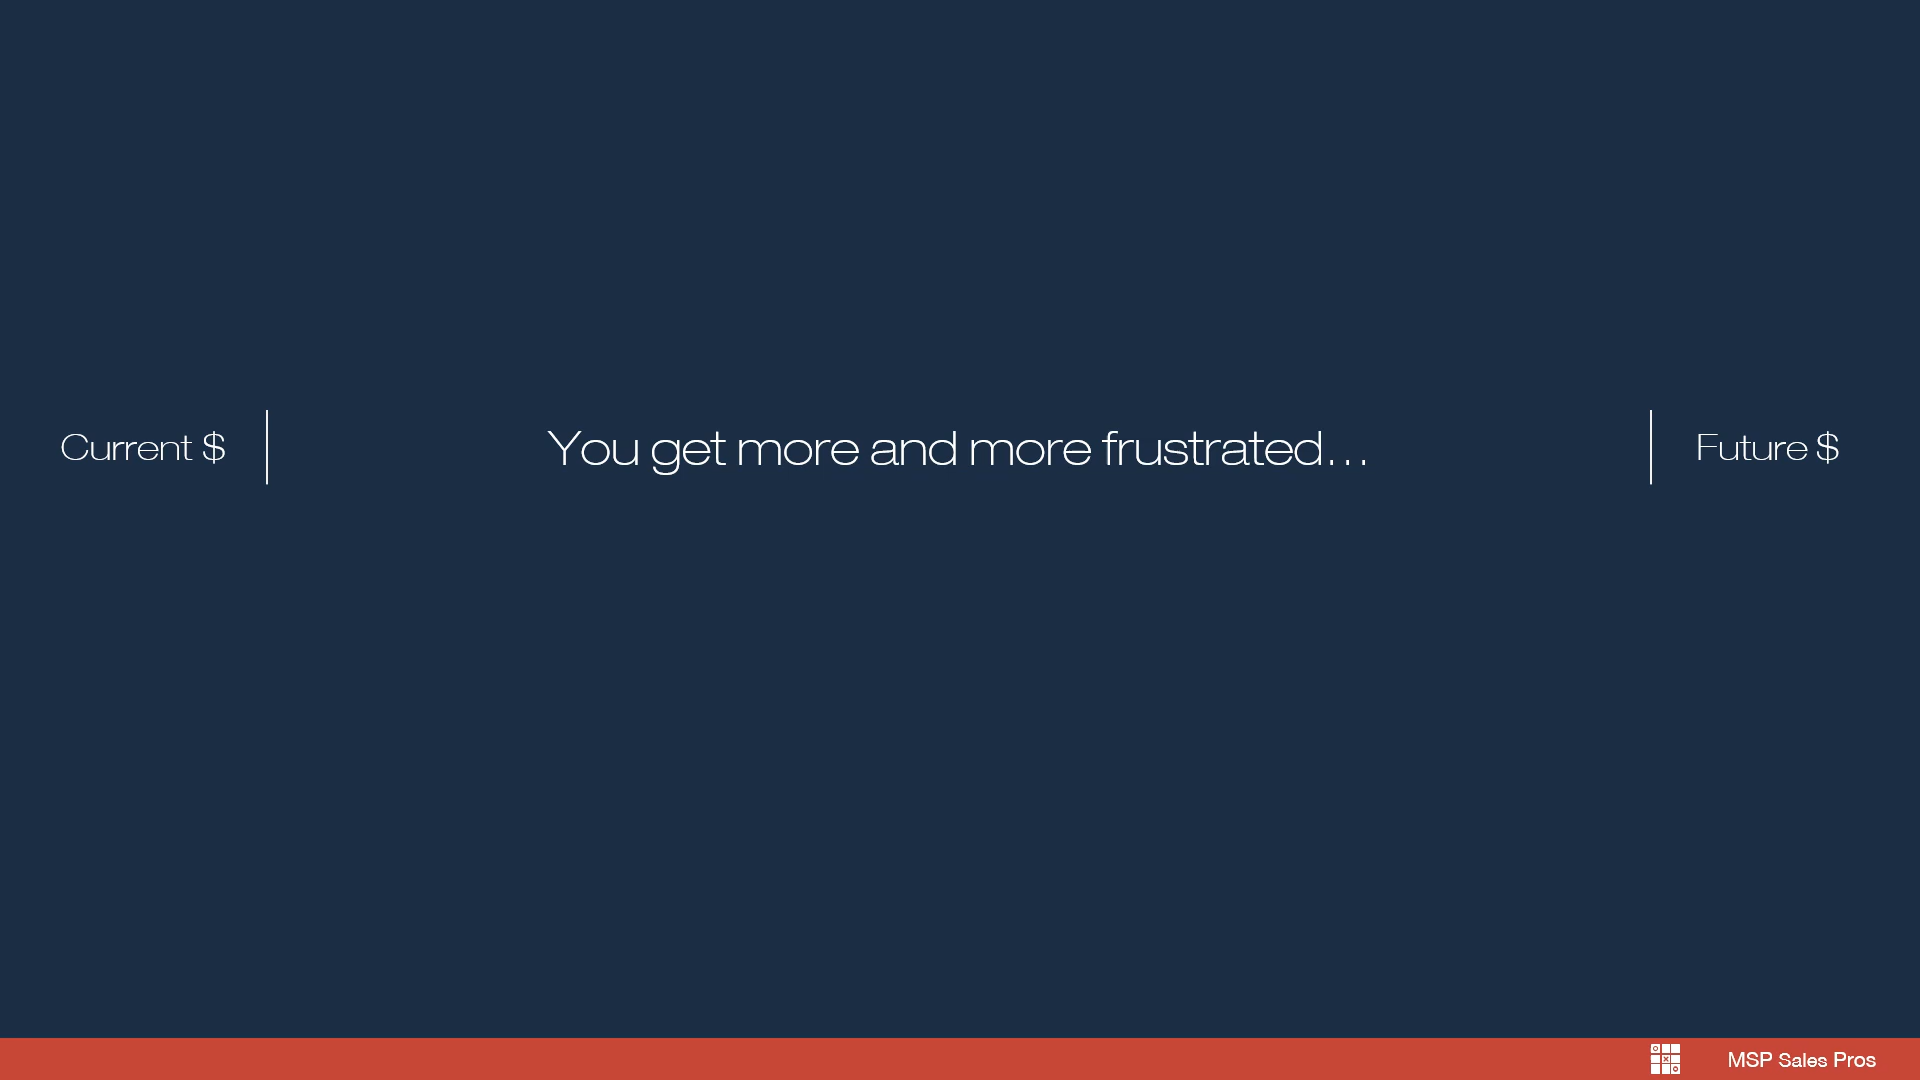 Current $
You get more and more frustrated...
Future $
MSP Sales Pros